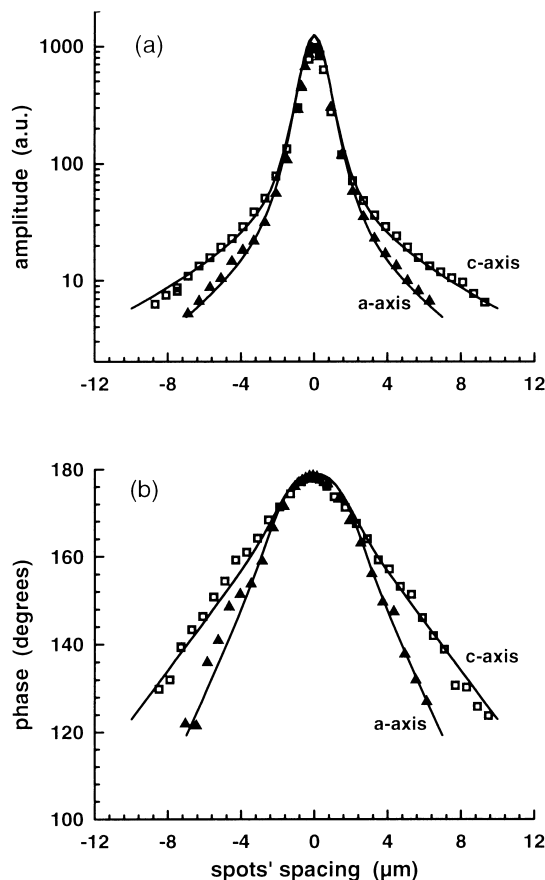 (a)
1000
100
10
amplitude (a.u.)
c-axis
a-axis
-12 -8 -4 0 4 8 12
(b)
180
160
140
120
100
phase (degrees)
c-axis
a-axis
-12 -8 -4 0 4 8 12
spots' spacing (µm)